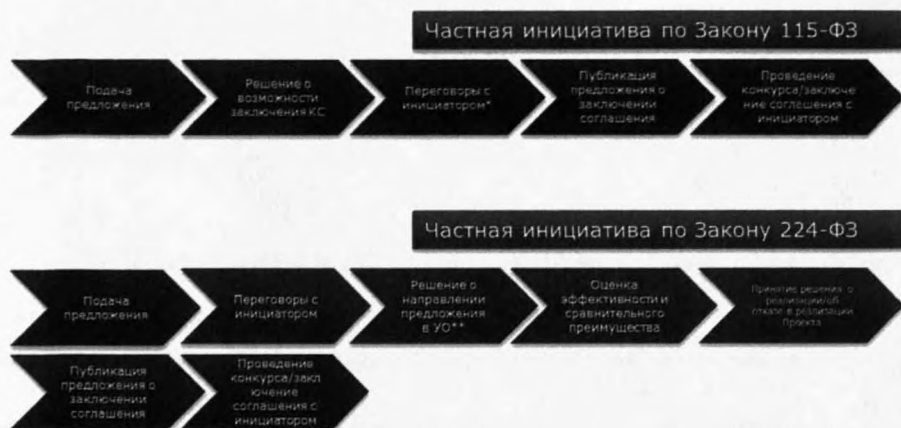 Частная инициатива по Закону 115-ФЗ
Подача
предложения
Решение о
возможности
заключения КС
Переговоры с
инициатором*
Публикация
предложения о
заключении
соглашения
Проведение
конкурса/заключе
ние соглашения с
инициатором
Частная инициатива по Закону 224-ФЗ
Подача
предложения
Переговоры с
инициатором
Решение о
направлении
предложения
в УО**
Оценка
эффективности и
сравнительного
преимущества
Принятие решения о
реализации/об
отказе в реализации
Проекта
Публикация
предложения о
заключении
соглашения
Проведение
конкурса/закл
ючение
соглашения с
инициатором